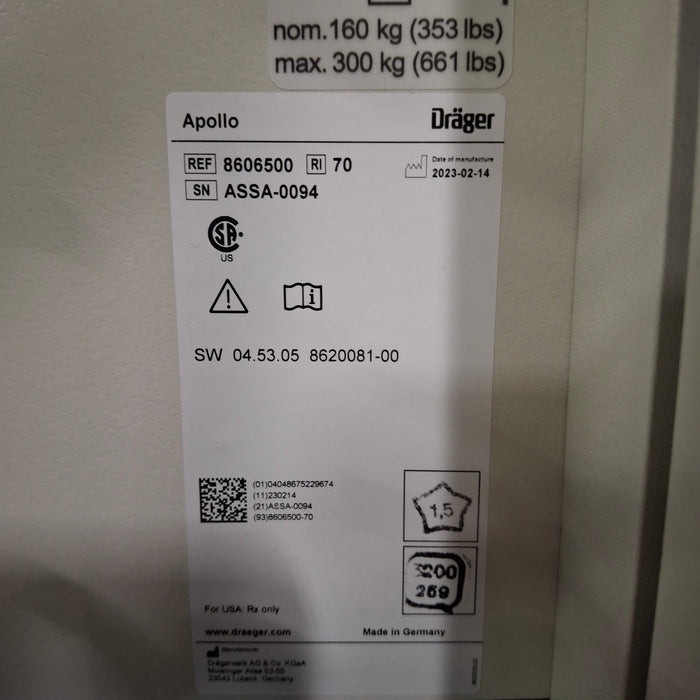 nom.160 kg (353 lbs)
max. 300 kg (661 lbs)
Apollo
Dräger
REF 8606500 RI 70
Date of manufacture
2023-02-14
SN ASSA-0094
SA
US
SW 04.53.05 8620081-00
(01)04048675229674
(11)230214
(21)ASSA-0094
(93)8606500-70
1,5
259
For USA: Rx only
www.draeger.com
Made in Germany
Manufacturer
Drägerwerk AG & Co. KGaA
Moislinger Allee 53-55
23542 Lübeck, Germany